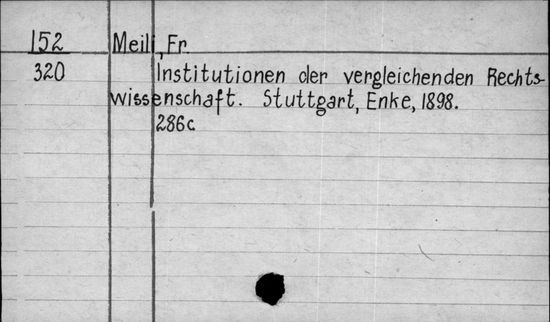 152 Meili, Fr.
320 Institutionen der vergleichenden Rechts-
wissenschaft. Stuttgart, Enke, 1898.
286c.